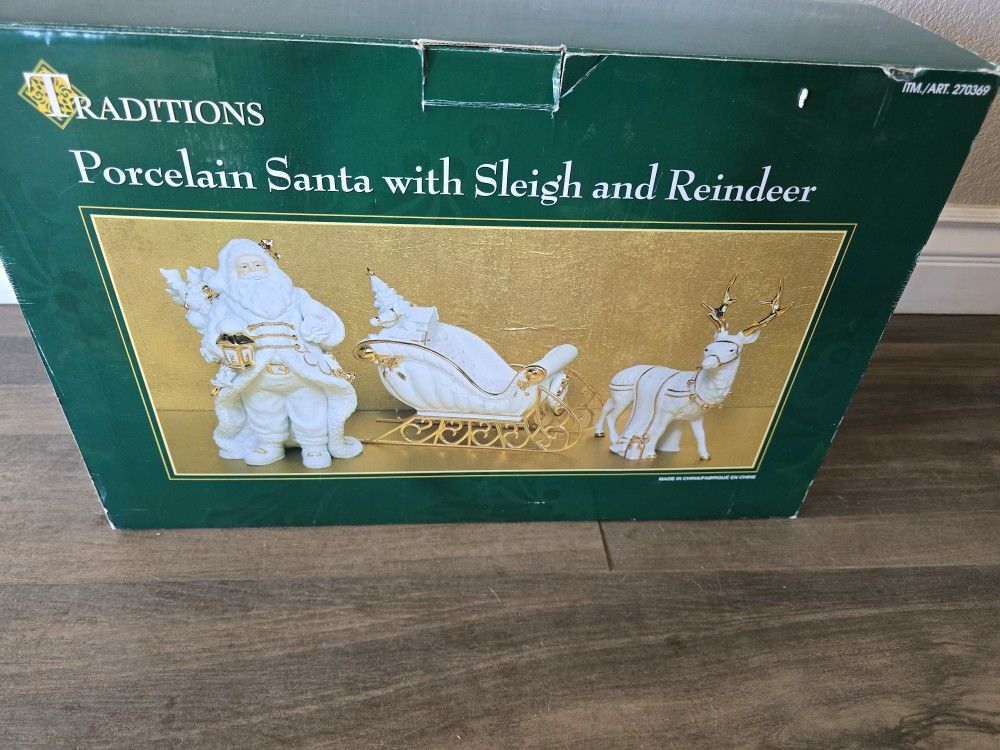 ITM./ART. 270369
TRADITIONS
Porcelain Santa with Sleigh and Reindeer
MADE IN CHINA/FABRIQUÉ EN CHINE